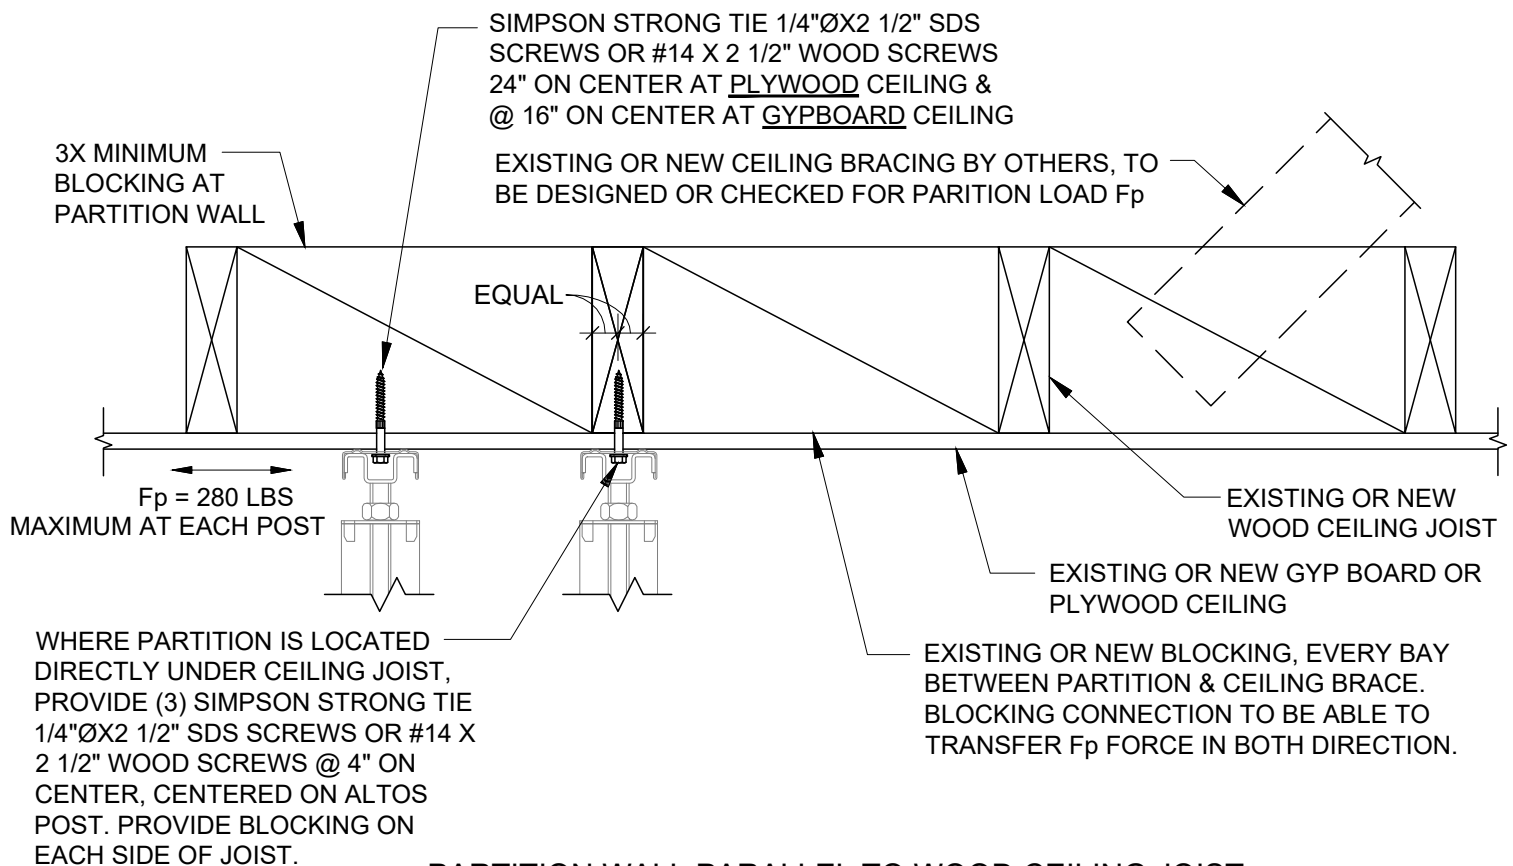 SIMPSON STRONG TIE 1/4"ØX2 1/2" SDS
SCREWS OR #14 X 2 1/2" WOOD SCREWS
24" ON CENTER AT PLYWOOD CEILING &
@ 16" ON CENTER AT GYPBOARD CEILING
3X MINIMUM
BLOCKING AT
PARTITION WALL
EXISTING OR NEW CEILING BRACING BY OTHERS, TO
BE DESIGNED OR CHECKED FOR PARITION LOAD Fp
EQUAL
Fp = 280 LBS
MAXIMUM AT EACH POST
EXISTING OR NEW
WOOD CEILING JOIST
EXISTING OR NEW GYP BOARD OR
PLYWOOD CEILING
WHERE PARTITION IS LOCATED
DIRECTLY UNDER CEILING JOIST,
PROVIDE (3) SIMPSON STRONG TIE
1/4"ØX2 1/2" SDS SCREWS OR #14 X
2 1/2" WOOD SCREWS @ 4" ON
CENTER, CENTERED ON ALTOS
POST. PROVIDE BLOCKING ON
EACH SIDE OF JOIST.
EXISTING OR NEW BLOCKING, EVERY BAY
BETWEEN PARTITION & CEILING BRACE.
BLOCKING CONNECTION TO BE ABLE TO
TRANSFER Fp FORCE IN BOTH DIRECTION.
PARTITION WALL PARALLEL TO WOOD CEILING JOIST